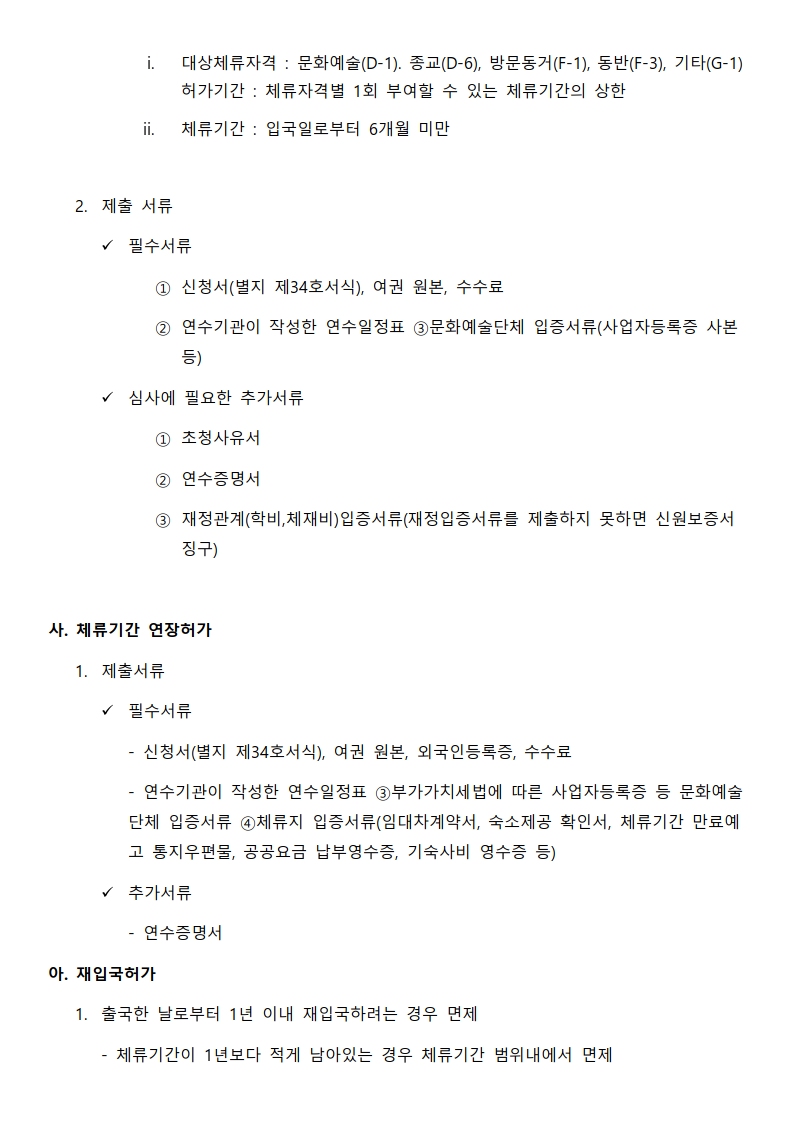 i. 대상체류자격 : 문화예술(D-1). 종교(D-6), 방문동거(F-1), 동반(F-3), 기타(G-1)
허가기간 : 체류자격별 1회 부여할 수 있는 체류기간의 상한
ii. 체류기간 : 입국일로부터 6개월 미만
2. 제출 서류
✓ 필수서류
① 신청서(별지 제34호서식), 여권 원본, 수수료
② 연수기관이 작성한 연수일정표 ③문화예술단체 입증서류(사업자등록증 사본
등)
✓ 심사에 필요한 추가서류
① 초청사유서
② 연수증명서
③ 재정관계(학비,체재비)입증서류(재정입증서류를 제출하지 못하면 신원보증서
징구)
사. 체류기간 연장허가
1. 제출서류
✓ 필수서류
- 신청서(별지 제34호서식), 여권 원본, 외국인등록증, 수수료
- 연수기관이 작성한 연수일정표 ③부가가치세법에 따른 사업자등록증 등 문화예술
단체 입증서류 ④체류지 입증서류(임대차계약서, 숙소제공 확인서, 체류기간 만료예
고 통지우편물, 공공요금 납부영수증, 기숙사비 영수증 등)
✓ 추가서류
- 연수증명서
아. 재입국허가
1. 출국한 날로부터 1년 이내 재입국하려는 경우 면제
- 체류기간이 1년보다 적게 남아있는 경우 체류기간 범위내에서 면제